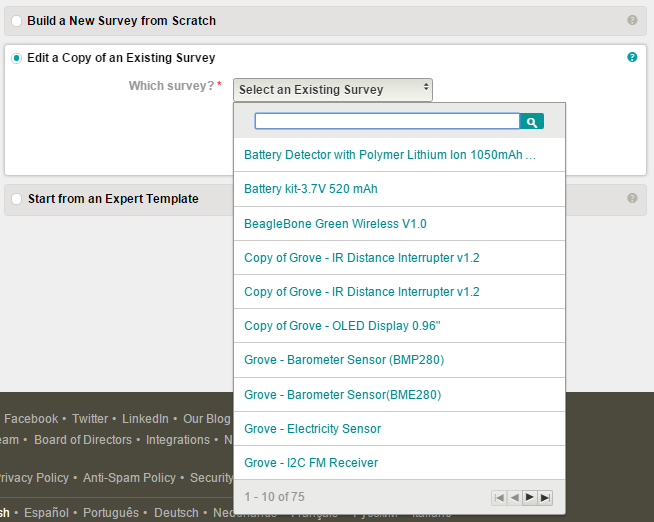 Build a New Survey from Scratch
?
Edit a Copy of an Existing Survey
?
Which survey? *
Select an Existing Survey
Battery Detector with Polymer Lithium Ion 1050mAh ...
Battery kit-3.7V 520 mAh
BeagleBone Green Wireless V1.0
Start from an Expert Template
?
Copy of Grove - IR Distance Interrupter v1.2
Copy of Grove - IR Distance Interrupter v1.2
Copy of Grove - OLED Display 0.96"
Grove - Barometer Sensor (BMP280)
Grove - Barometer Sensor(BME280)
Grove - Electricity Sensor
Grove - I2C FM Receiver
1 - 10 of 75
Facebook • Twitter • LinkedIn • Our Blog
eam • Board of Directors • Integrations • N
rivacy Policy • Anti-Spam Policy • Security
sh • Español • Português • Deutsch •